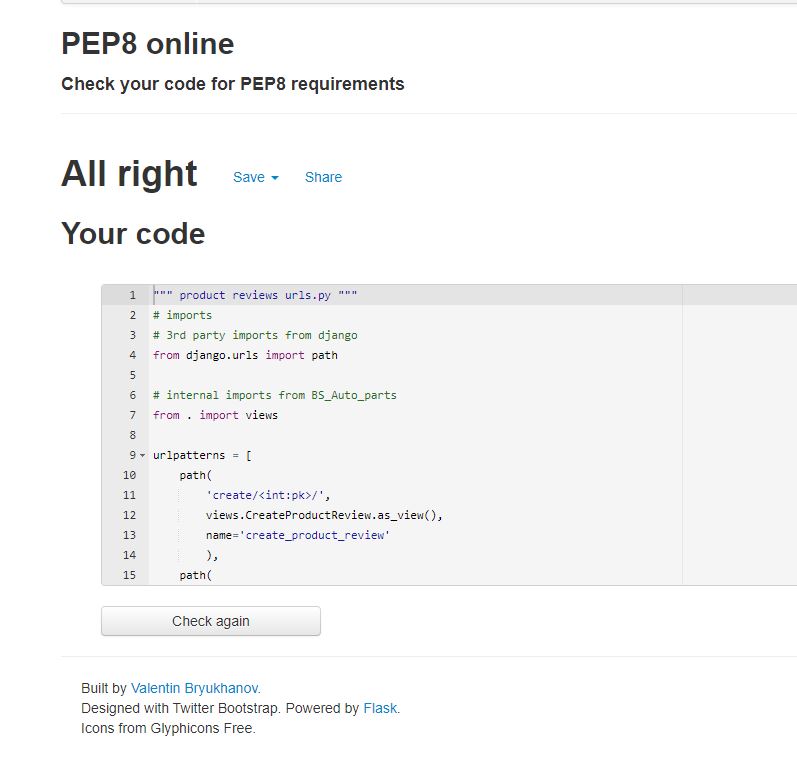 PEP8 online
Check your code for PEP8 requirements
All right Save Share
Your code
1 """ product reviews urls.py """
2 # imports
3 # 3rd party imports from django
4 from django.urls import path
5
6 # internal imports from BS_Auto_parts
7 from . import views
8
9 urlpatterns = [
10     path(
11         'create/<int:pk>/',
12         views.CreateProductReview.as_view(),
13         name='create_product_review'
14         ),
15     path(
Check again
Built by Valentin Bryukhanov.
Designed with Twitter Bootstrap. Powered by Flask.
Icons from Glyphicons Free.